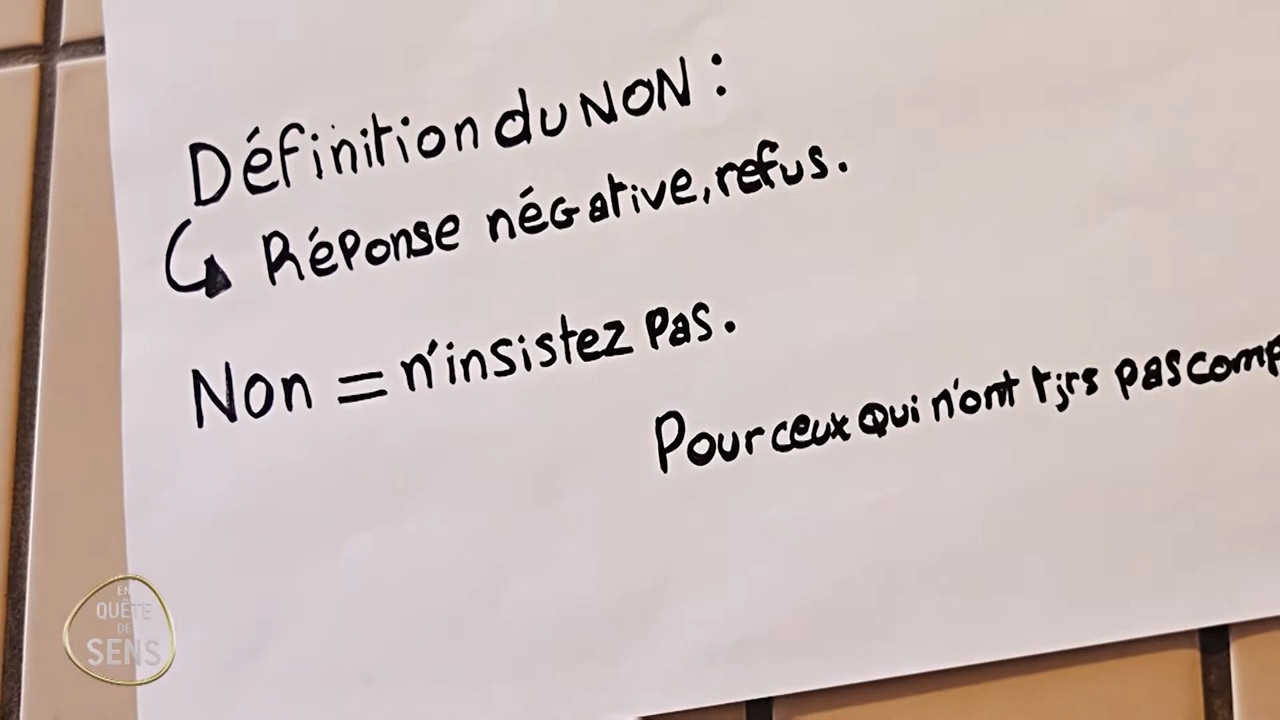 Définition du NON :
Réponse négative, refus.
Non = n'insistez pas.
Pour ceux qui n'ont tjrs pas comp
EN
QUÊTE
DE
SENS